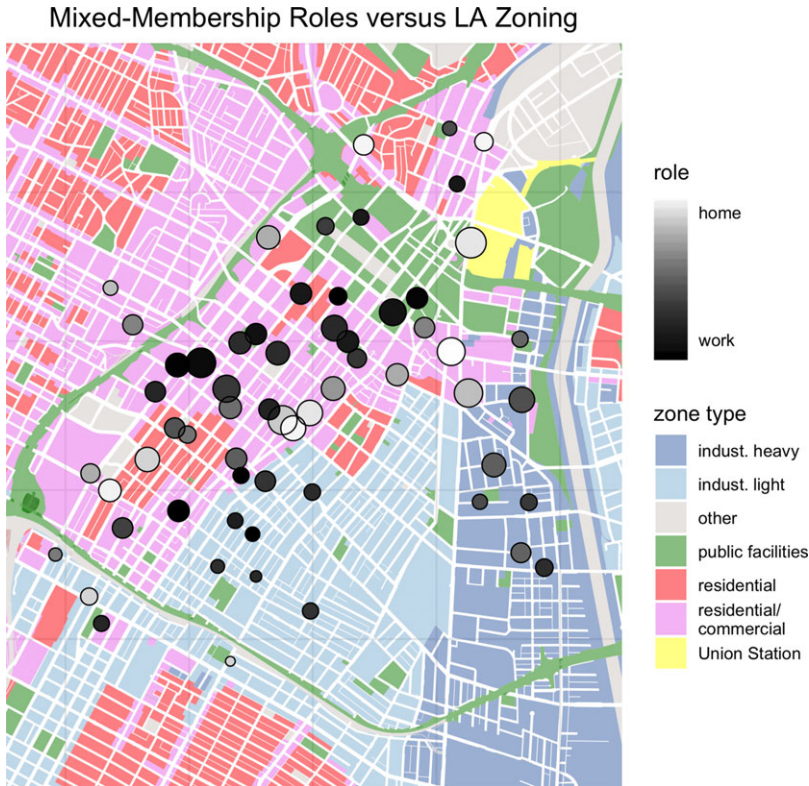 Mixed-Membership Roles versus LA Zoning
role
home
work
zone type
indust. heavy
indust. light
other
public facilities
residential
residential/
commercial
Union Station